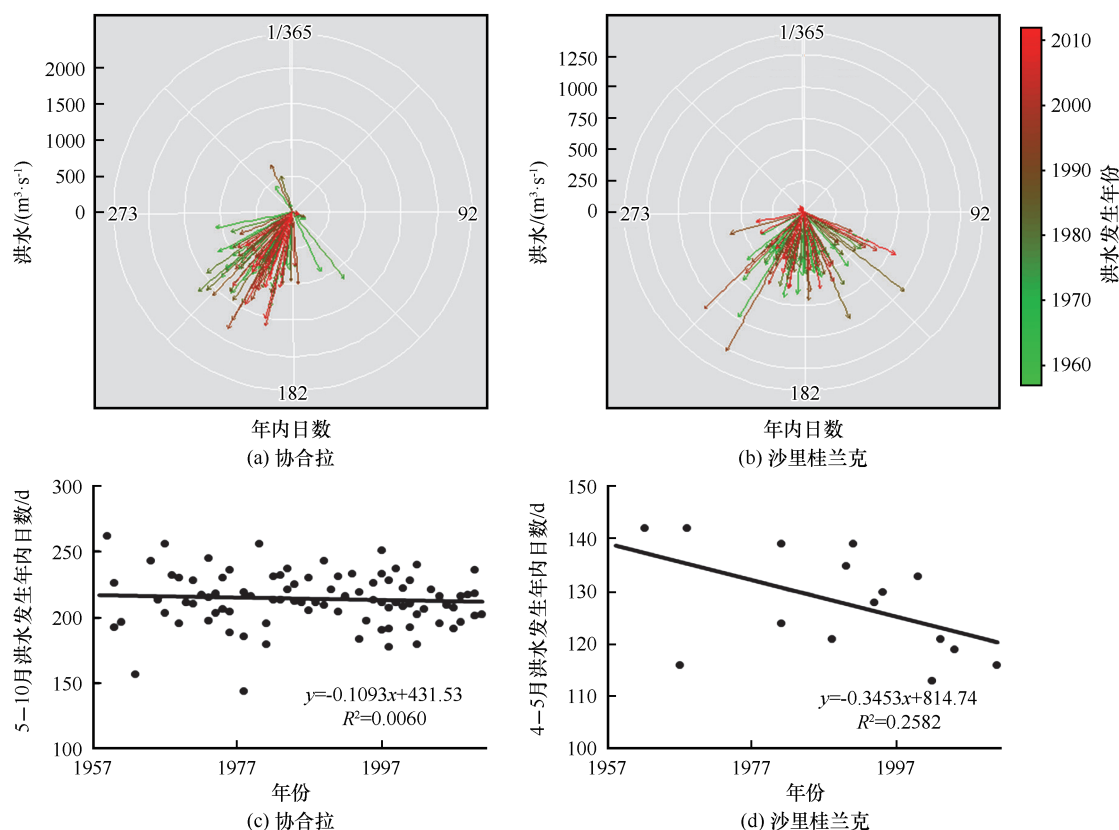 1/365
2000
1500
1000
500
0
洪水/(m³·s⁻¹)
273
92
182
年内日数
(a) 协合拉
1/365
1250
1000
750
500
250
0
洪水/(m³·s⁻¹)
273
92
182
年内日数
(b) 沙里桂兰克
2010
2000
1990
1980
1970
1960
洪水发生年份
300
250
200
150
100
5—10月洪水发生年内日数/d
y=-0.1093x+431.53
R²=0.0060
1957
1977
1997
年份
(c) 协合拉
150
140
130
120
110
100
4—5月洪水发生年内日数/d
y=-0.3453x+814.74
R²=0.2582
1957
1977
1997
年份
(d) 沙里桂兰克